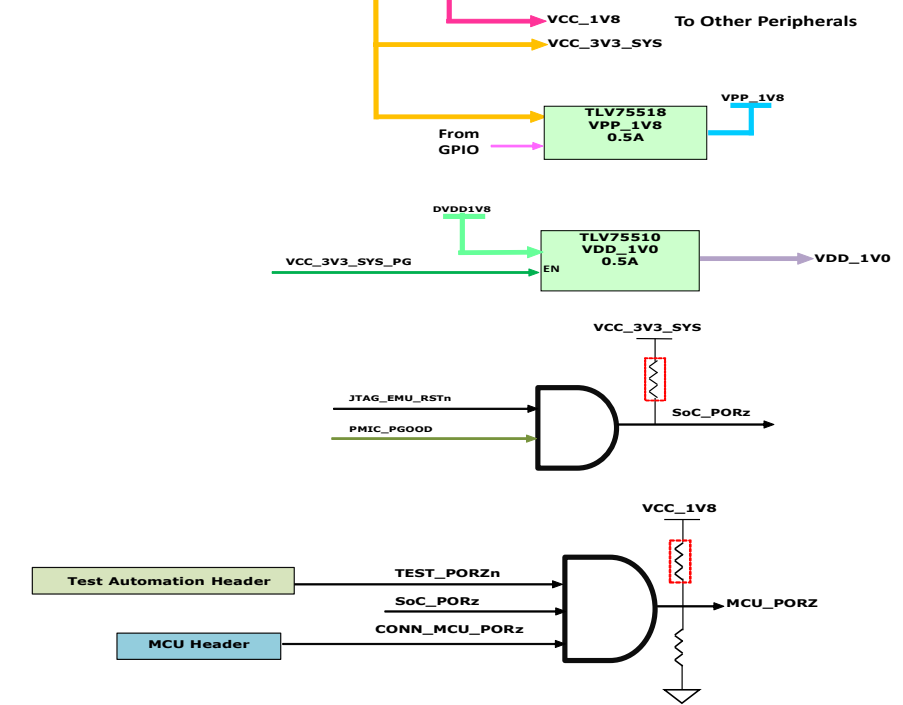 VCC_1V8
To Other Peripherals
VCC_3V3_SYS
VPP_1V8
TLV75518
VPP_1V8
0.5A
From
GPIO
DVDD1V8
TLV75510
VDD_1V0
0.5A
VCC_3V3_SYS_PG
EN
VDD_1V0
VCC_3V3_SYS
JTAG_EMU_RSTn
SoC_PORz
PMIC_PGOOD
VCC_1V8
Test Automation Header
TEST_PORZn
SoC_PORz
MCU_PORZ
CONN_MCU_PORz
MCU Header